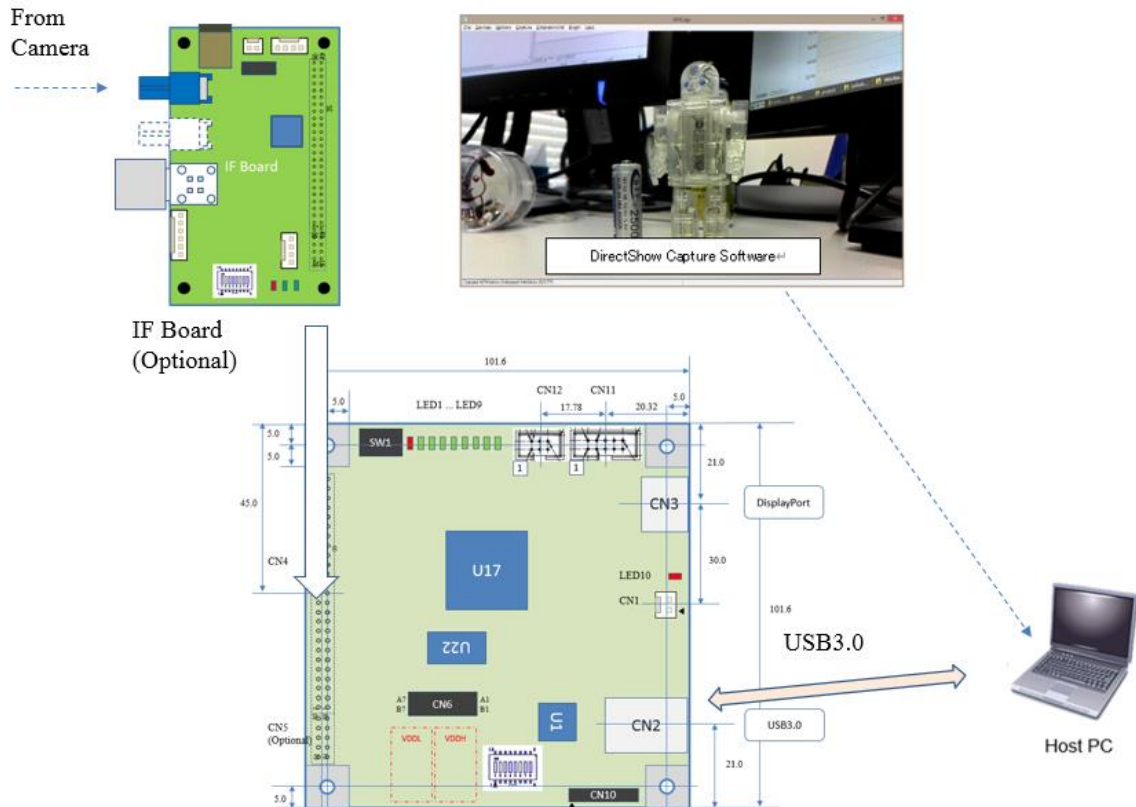 From
Camera
IF Board
DirectShow Capture Software↵
IF Board
(Optional)
101.6
5.0
LED1 ... LED9
CN12
CN11
17.78
20.32
5.0
5.0
5.0
SW1
1
1
21.0
CN3
DisplayPort
45.0
CN4
U17
30.0
LED10
CN1
101.6
USB3.0
U22
A7
B7
CN6
A1
B1
U1
CN2
USB3.0
CN5
(Optional)
VDDL
VDDH
21.0
5.0
CN10
Host PC
2500